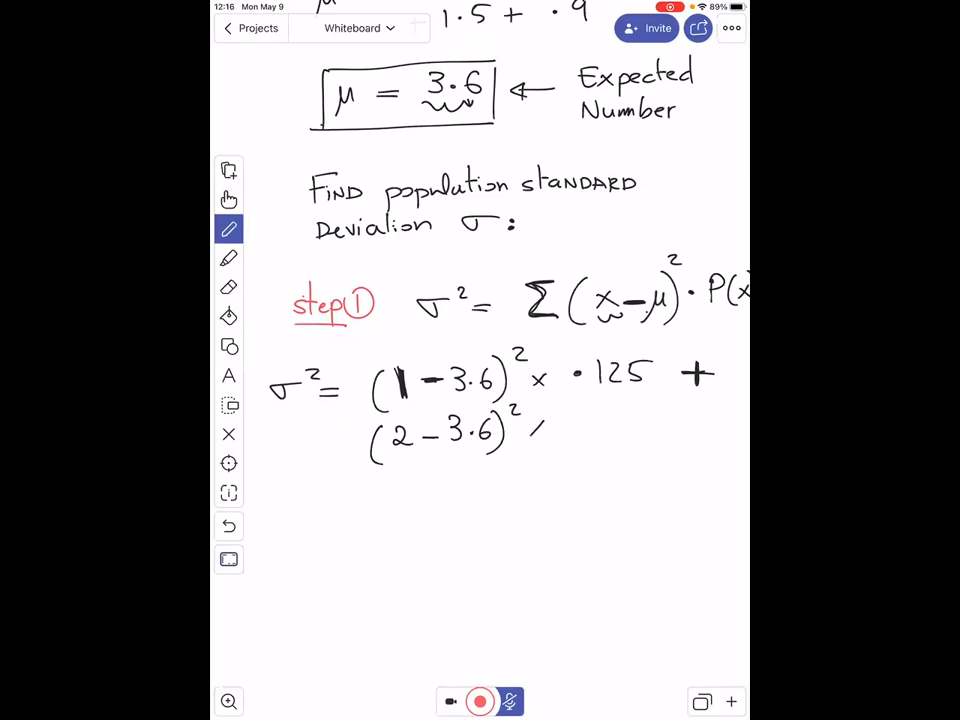 12:16 Mon May 9 89%
1.5 + .9
Projects Whiteboard Invite
μ = 3.6 ← Expected
Number
FIND population STANDARD
Deviation σ:
step① σ² = Σ(x-μ)² · P(x)
σ² = (1 - 3.6)² x .125 +
(2 - 3.6)²
A